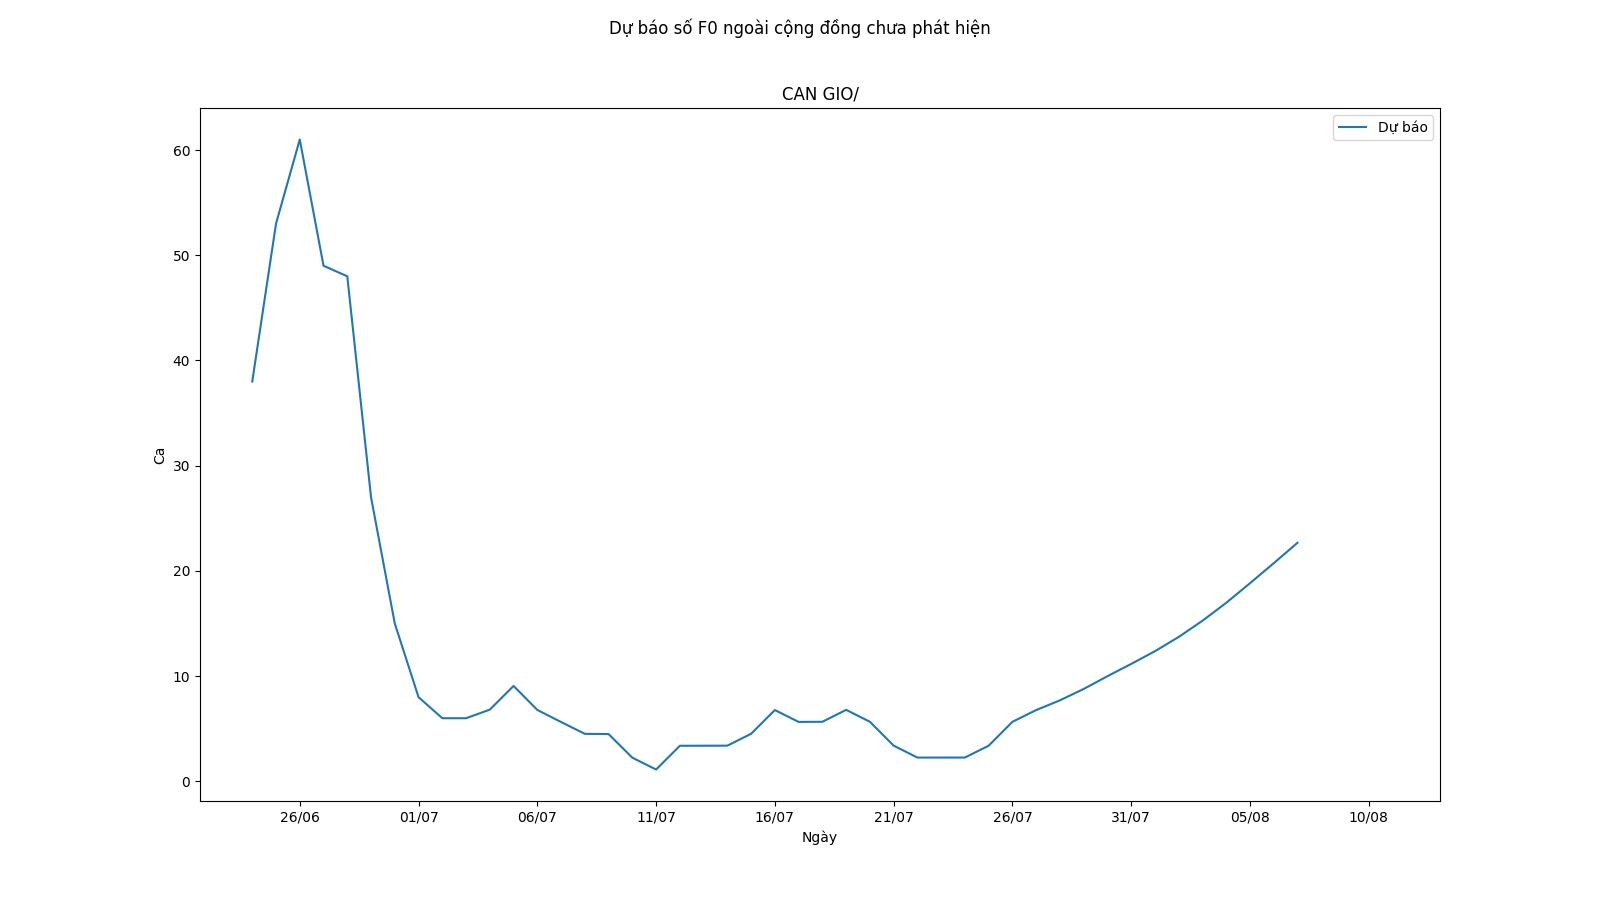 Dự báo số F0 ngoài cộng đồng chưa phát hiện
CAN GIO/
Dự báo
60
50
40
30
20
10
0
Ca
26/06 01/07 06/07 11/07 16/07 21/07 26/07 31/07 05/08 10/08
Ngày